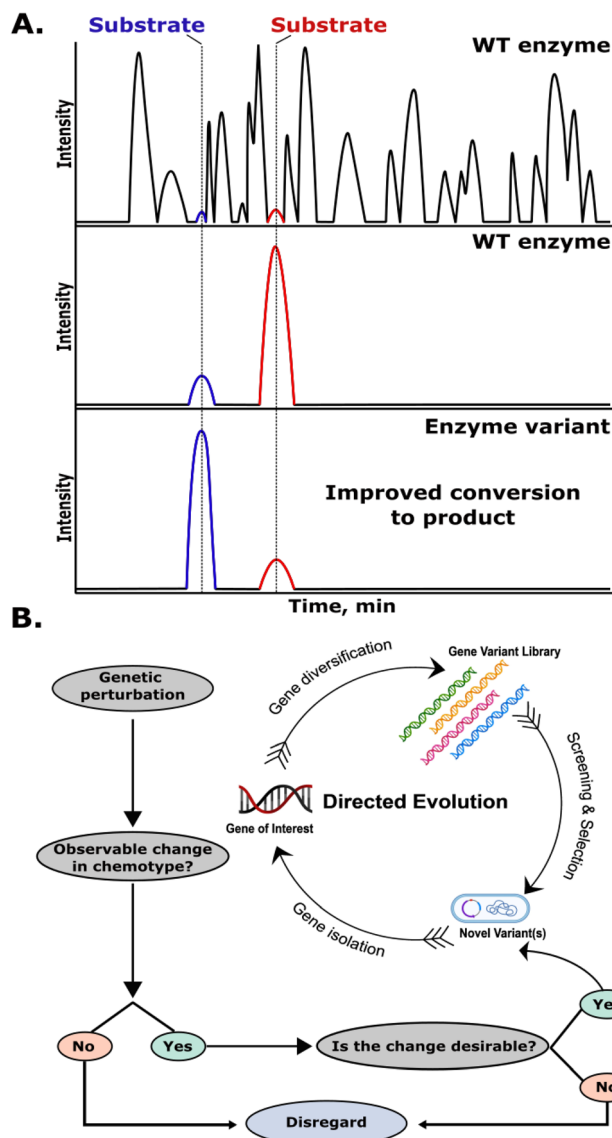 A.
Substrate Substrate
WT enzyme
Intensity
WT enzyme
Intensity
Enzyme variant
Intensity
Improved conversion
to product
Time, min
B.
Genetic
perturbation
Gene diversification
Gene Variant Library
Screening & Selection
Directed Evolution
Gene of Interest
Observable change
in chemotype?
Gene isolation
Novel Variant(s)
No
Yes
Is the change desirable?
Ye
No
Disregard